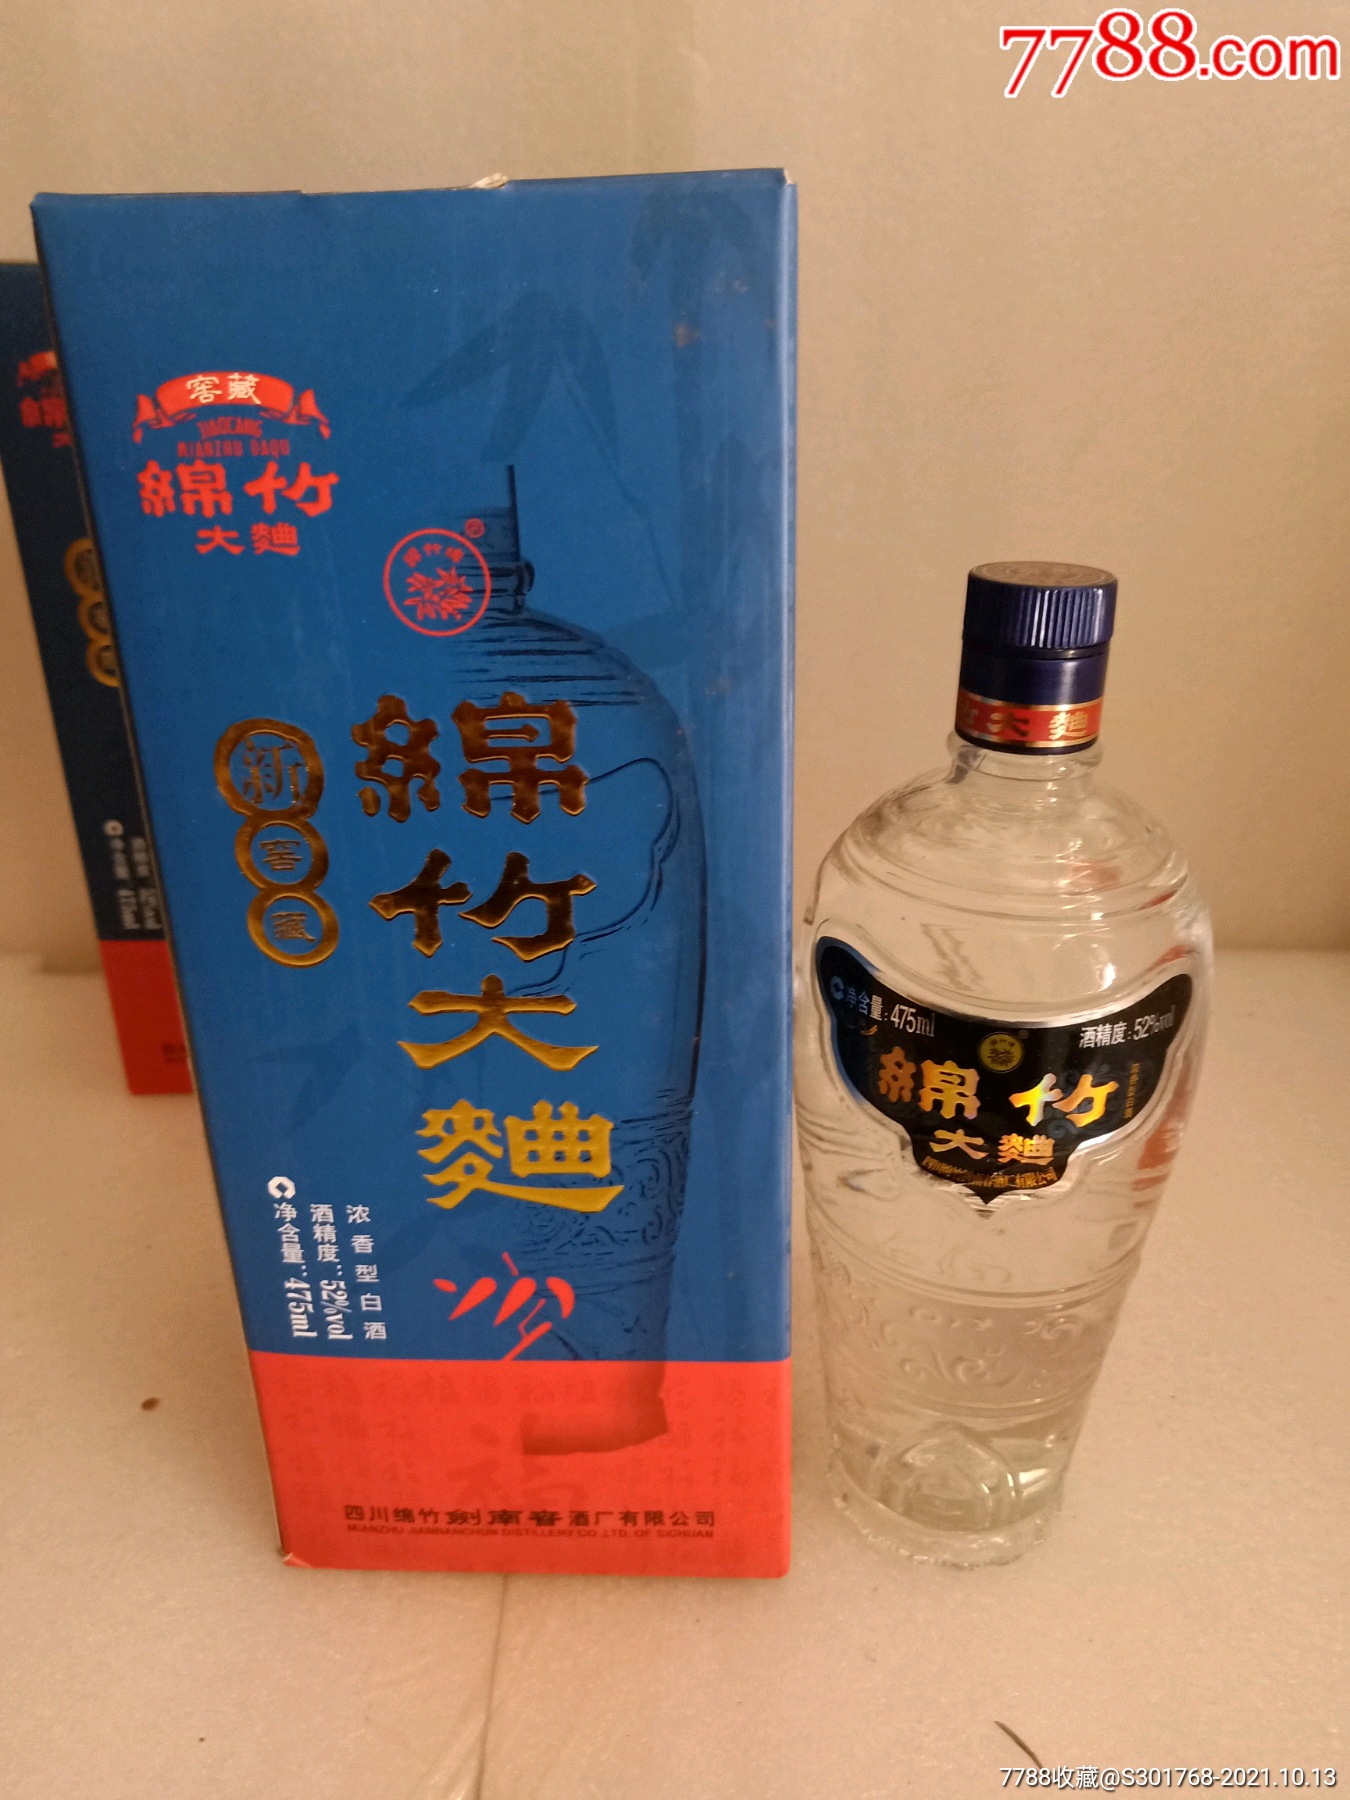 7788.com
窖藏
JIAOCANG
MIANZHU DAQU
綿竹
大麯
綿竹大麯
新窖藏
浓香型白酒
酒精度:52%vol
净含量:475ml
四川绵竹剑南春酒厂有限公司
MIANZHU JIANNANCHUN DISTILLERY CO.,LTD. OF SICHUAN
大麯
净含量:475ml
酒精度:52%vol
綿竹
大麯
7788收藏@S301768-2021.10.13